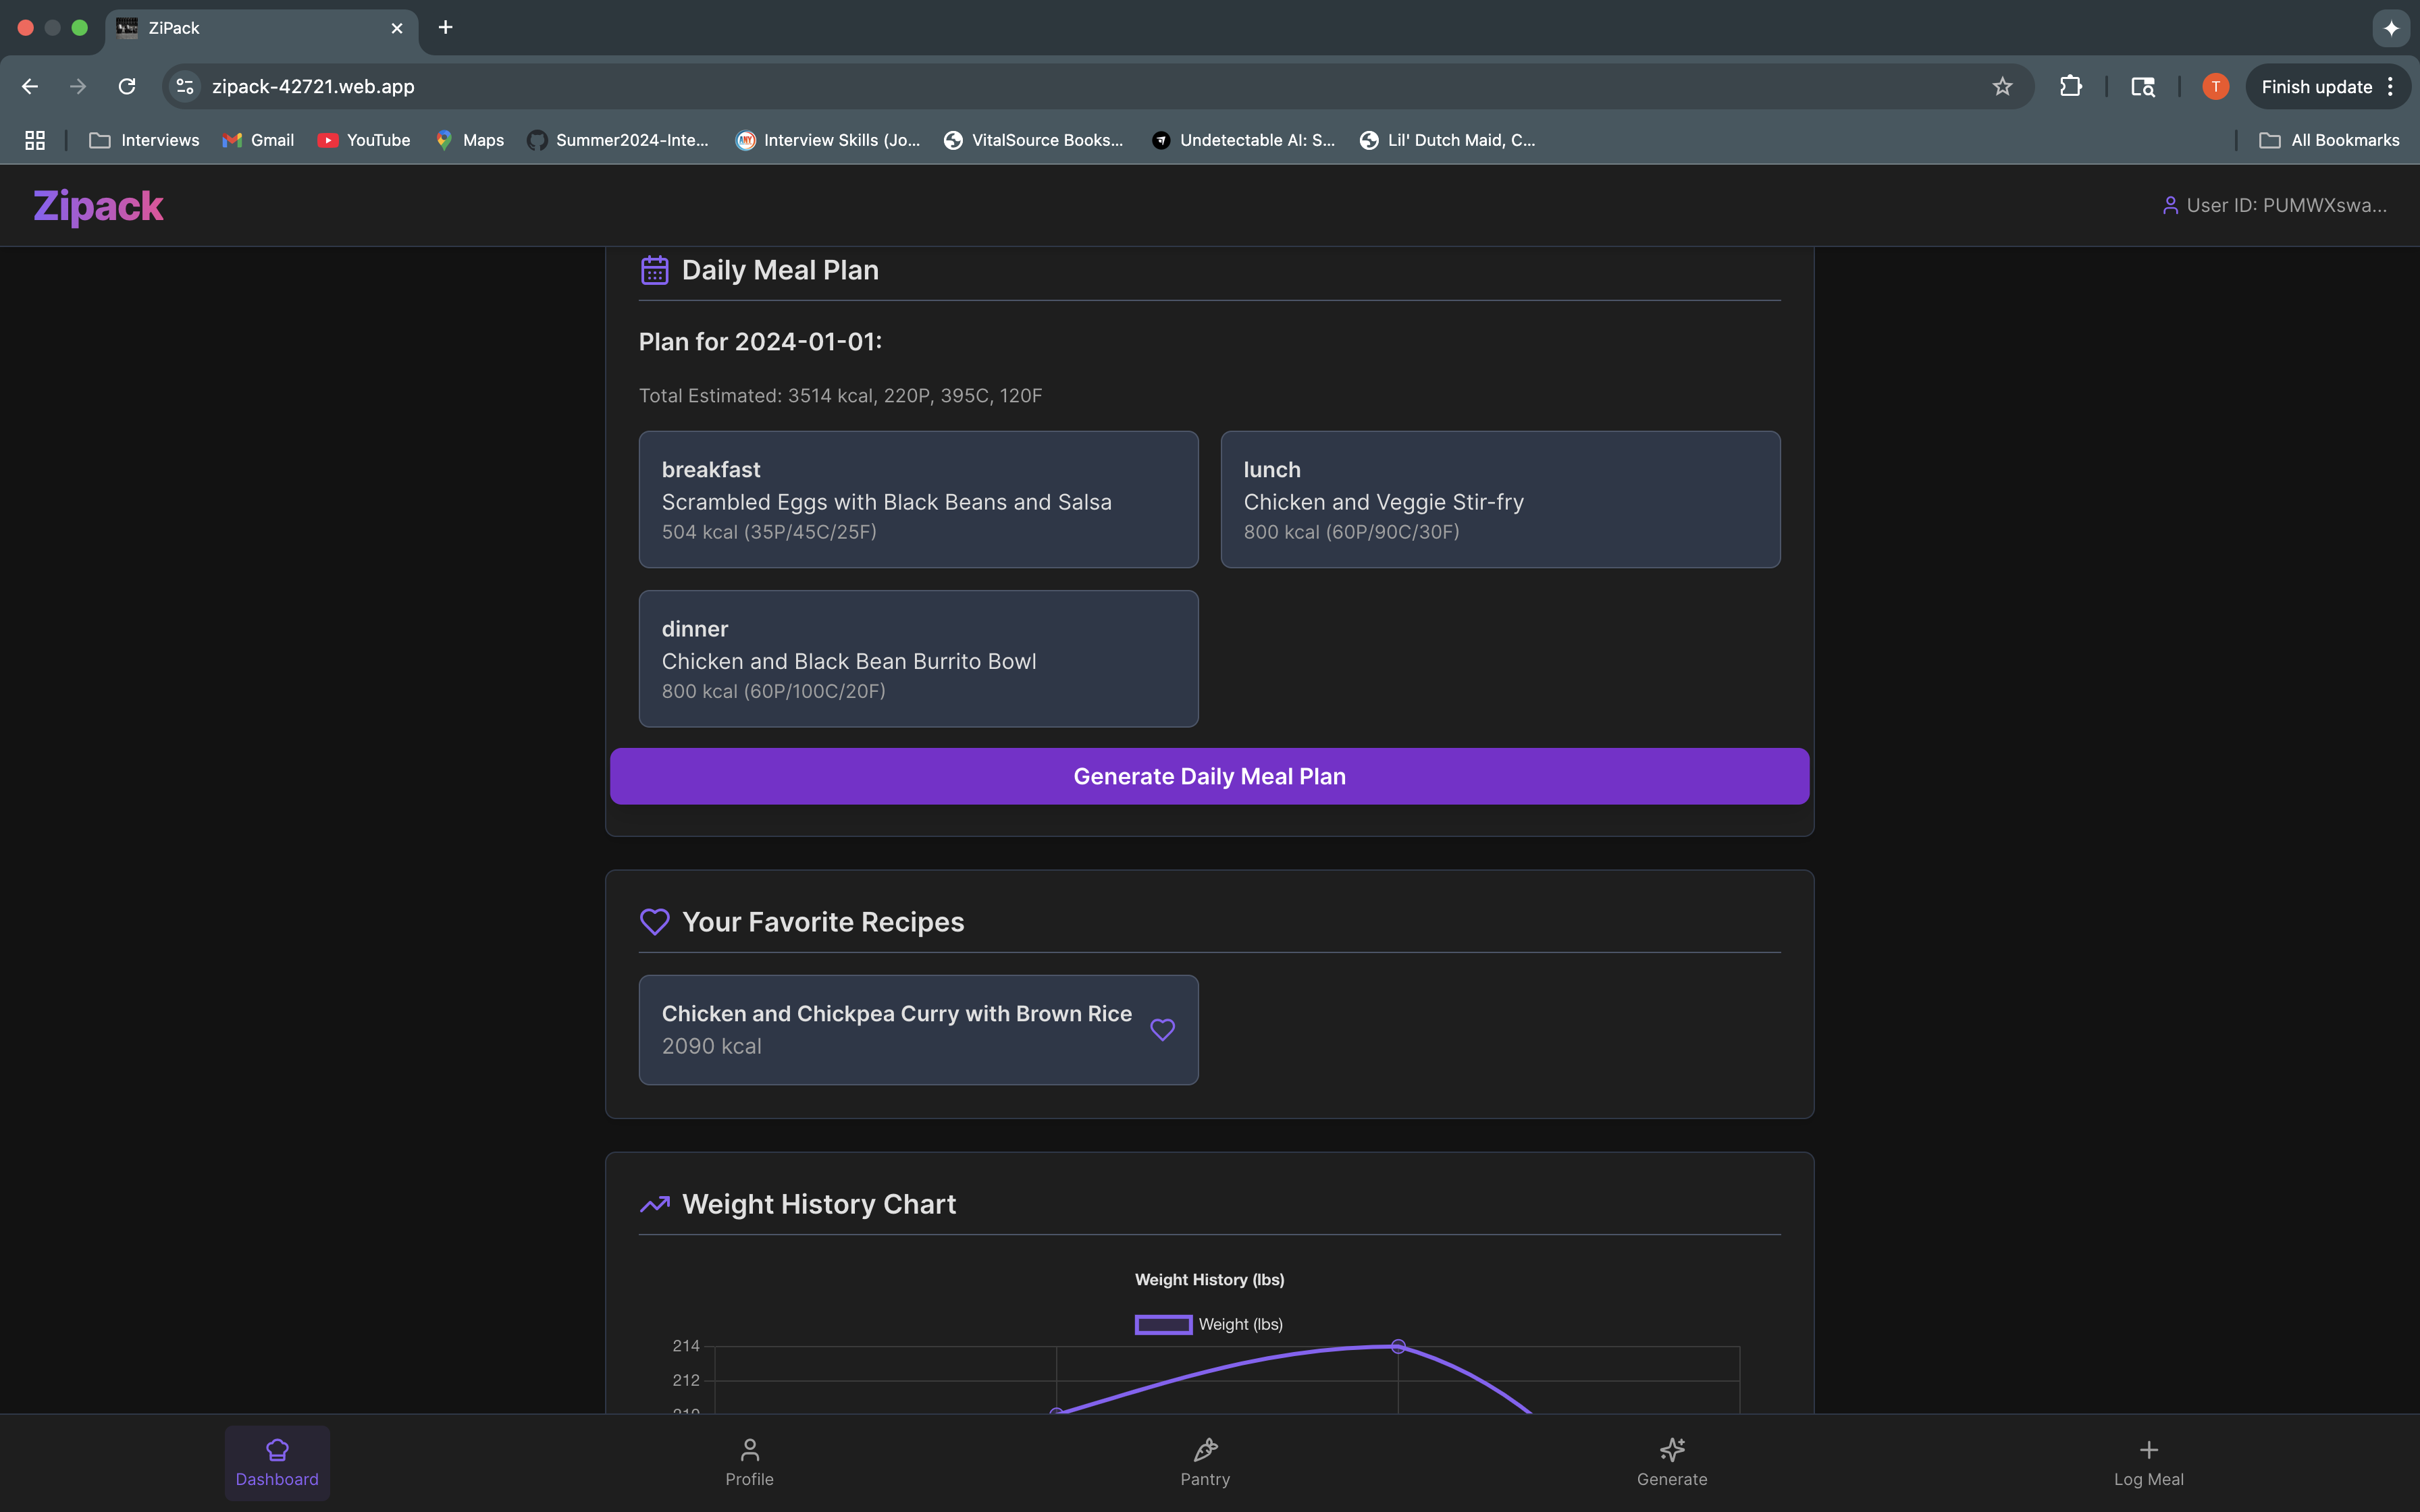 ZiPack
zipack-42721.web.app
Finish update
T
Interviews
Gmail
YouTube
Maps
Summer2024-Inte...
Interview Skills (Jo...
VitalSource Books...
Undetectable AI: S...
Lil' Dutch Maid, C...
All Bookmarks
Zipack
User ID: PUMWXswa...
Daily Meal Plan
Plan for 2024-01-01:
Total Estimated: 3514 kcal, 220P, 395C, 120F
breakfast
Scrambled Eggs with Black Beans and Salsa
504 kcal (35P/45C/25F)
lunch
Chicken and Veggie Stir-fry
800 kcal (60P/90C/30F)
dinner
Chicken and Black Bean Burrito Bowl
800 kcal (60P/100C/20F)
Generate Daily Meal Plan
Your Favorite Recipes
Chicken and Chickpea Curry with Brown Rice
2090 kcal
Weight History Chart
Weight History (lbs)
Weight (lbs)
214
212
210
Dashboard
Profile
Pantry
Generate
Log Meal